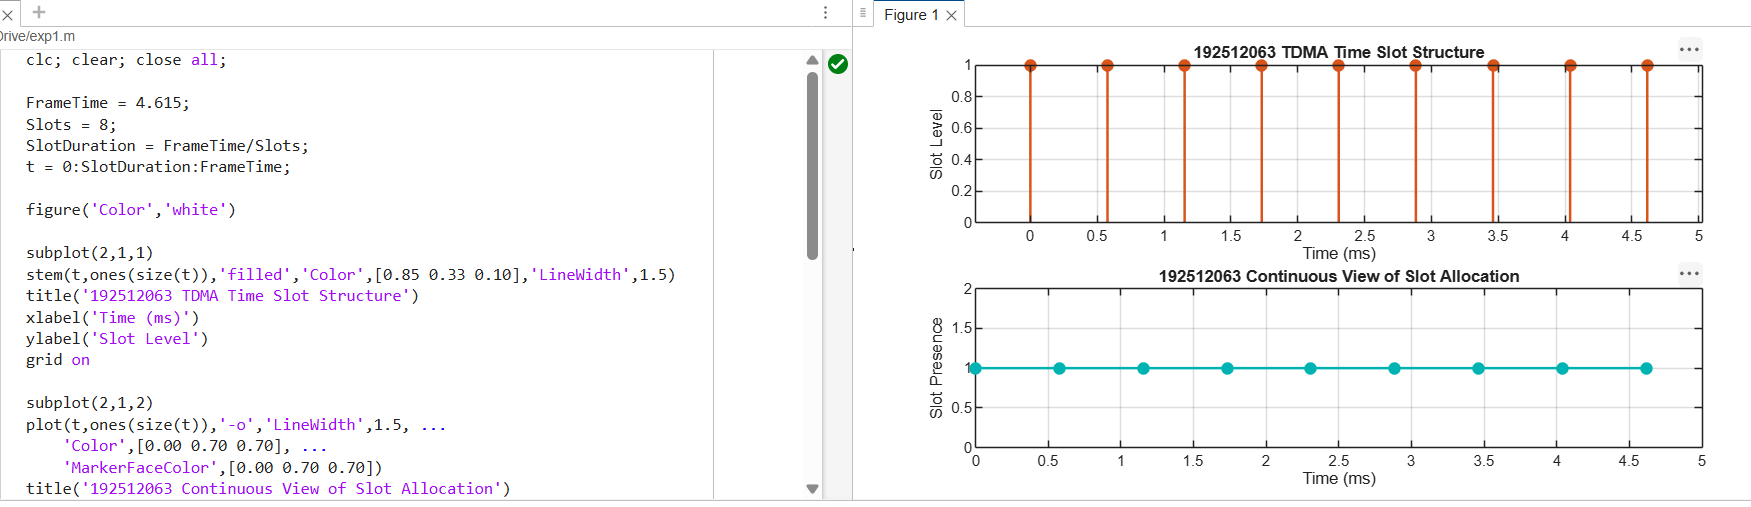 Drive/exp1.m
clc; clear; close all;
FrameTime = 4.615;
Slots = 8;
SlotDuration = FrameTime/Slots;
t = 0:SlotDuration:FrameTime;
figure('Color','white')
subplot(2,1,1)
stem(t,ones(size(t)),'filled','Color',[0.85 0.33 0.10],'LineWidth',1.5)
title('192512063 TDMA Time Slot Structure')
xlabel('Time (ms)')
ylabel('Slot Level')
grid on
subplot(2,1,2)
plot(t,ones(size(t)),'-o','LineWidth',1.5, ...
'Color',[0.00 0.70 0.70], ...
'MarkerFaceColor',[0.00 0.70 0.70])
title('192512063 Continuous View of Slot Allocation')
Figure 1
192512063 TDMA Time Slot Structure
Slot Level
1
0.8
0.6
0.4
0.2
0
0 0.5 1 1.5 2 2.5 3 3.5 4 4.5 5
Time (ms)
192512063 Continuous View of Slot Allocation
Slot Presence
2
1.5
1
0.5
0
0 0.5 1 1.5 2 2.5 3 3.5 4 4.5 5
Time (ms)